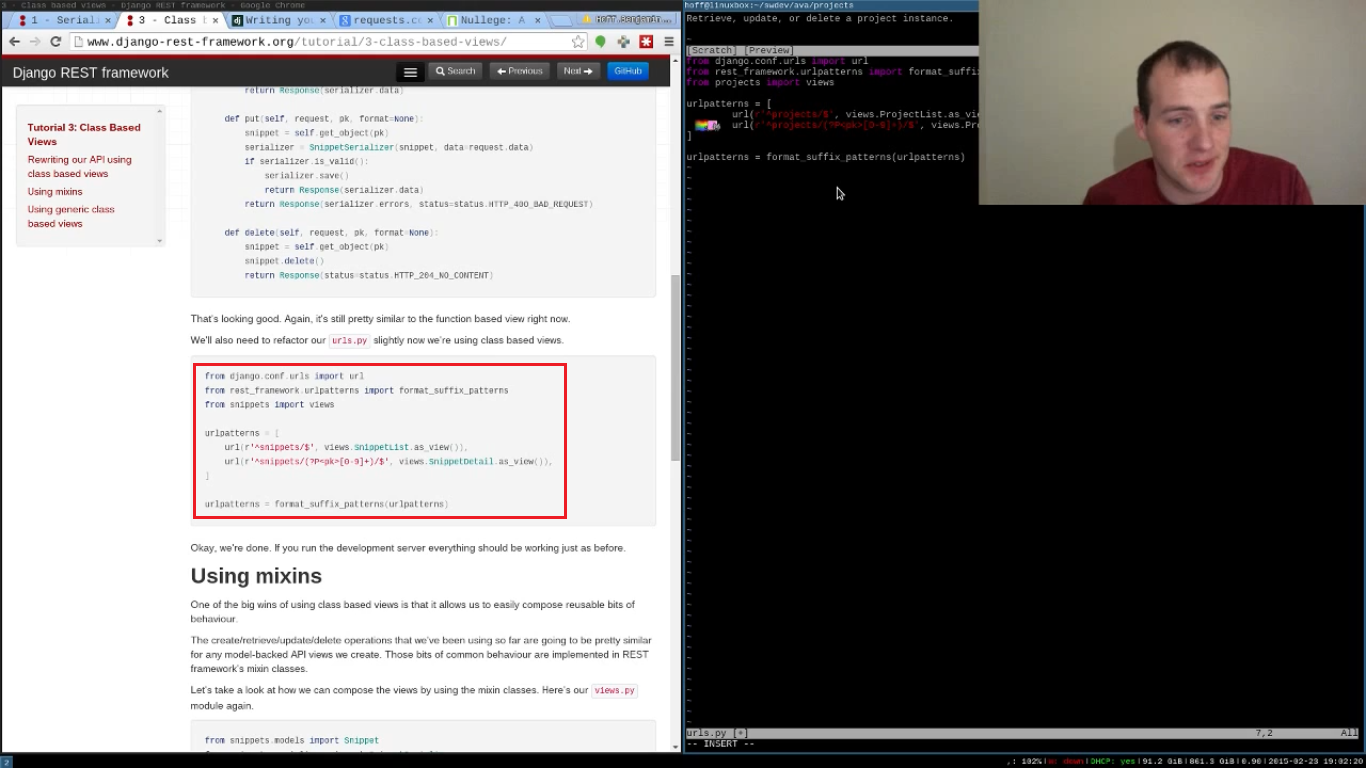 3 - Class based views - Django REST framework - Google Chrome
1 - Serial
3 - Class b
Writing you
requests.c
Nullege: A
www.django-rest-framework.org/tutorial/3-class-based-views/
Django REST framework
Search
Previous
Next
GitHub
Tutorial 3: Class Based
Views
Rewriting our API using
class based views
Using mixins
Using generic class
based views
return Response(serializer.data)
def put(self, request, pk, format=None):
snippet = self.get_object(pk)
serializer = SnippetSerializer(snippet, data=request.data)
if serializer.is_valid():
serializer.save()
return Response(serializer.data)
return Response(serializer.errors, status=status.HTTP_400_BAD_REQUEST)
def delete(self, request, pk, format=None):
snippet = self.get_object(pk)
snippet.delete()
return Response(status=status.HTTP_204_NO_CONTENT)
That's looking good. Again, it's still pretty similar to the function based view right now.
We'll also need to refactor our urls.py slightly now we're using class based views.
from django.conf.urls import url
from rest_framework.urlpatterns import format_suffix_patterns
from snippets import views
urlpatterns = [
url(r'^snippets/$', views.SnippetList.as_view()),
url(r'^snippets/(?P<pk>[0-9]+)/$', views.SnippetDetail.as_view()),
]
urlpatterns = format_suffix_patterns(urlpatterns)
Okay, we're done. If you run the development server everything should be working just as before.
Using mixins
One of the big wins of using class based views is that it allows us to easily compose reusable bits of
behaviour.
The create/retrieve/update/delete operations that we've been using so far are going to be pretty similar
for any model-backed API views we create. Those bits of common behaviour are implemented in REST
framework's mixin classes.
Let's take a look at how we can compose the views by using the mixin classes. Here's our views.py
module again.
from snippets.models import Snippet
2
hoff@linuxbox:~/swdev/ava/projects
Retrieve, update, or delete a project instance.
~
[Scratch] [Preview]
from django.conf.urls import url
from rest_framework.urlpatterns import format_suffi
from projects import views
urlpatterns = [
url(r'^projects/$', views.ProjectList.as_vi
url(r'^projects/(?P<pk>[0-9]+)/$', views.Pr
]
urlpatterns = format_suffix_patterns(urlpatterns)
urls.py [+] 7,2 All
-- INSERT --
102% DHCP: yes|91.2 GiB|861.3 GiB|0.90|2015-02-23 19:02:20